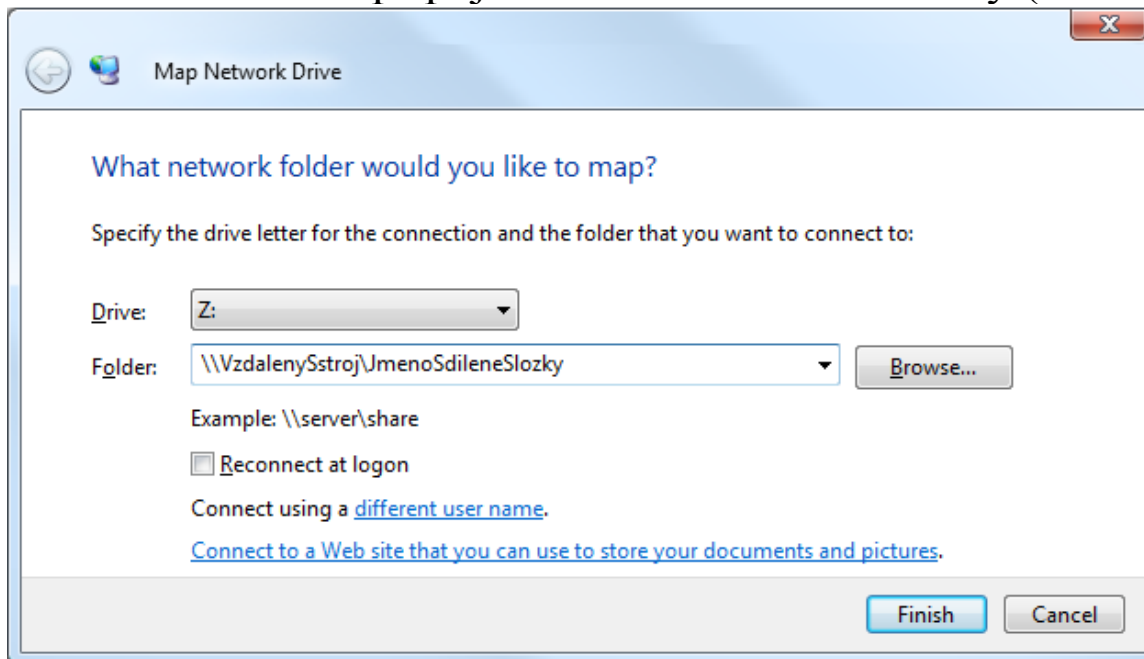 Map Network Drive
What network folder would you like to map?
Specify the drive letter for the connection and the folder that you want to connect to:
Drive: Z:
Folder: \\VzdalenySstroj\JmenoSdileneSlozky Browse...
Example: \\server\share
Reconnect at logon
Connect using a different user name.
Connect to a Web site that you can use to store your documents and pictures.
Finish Cancel